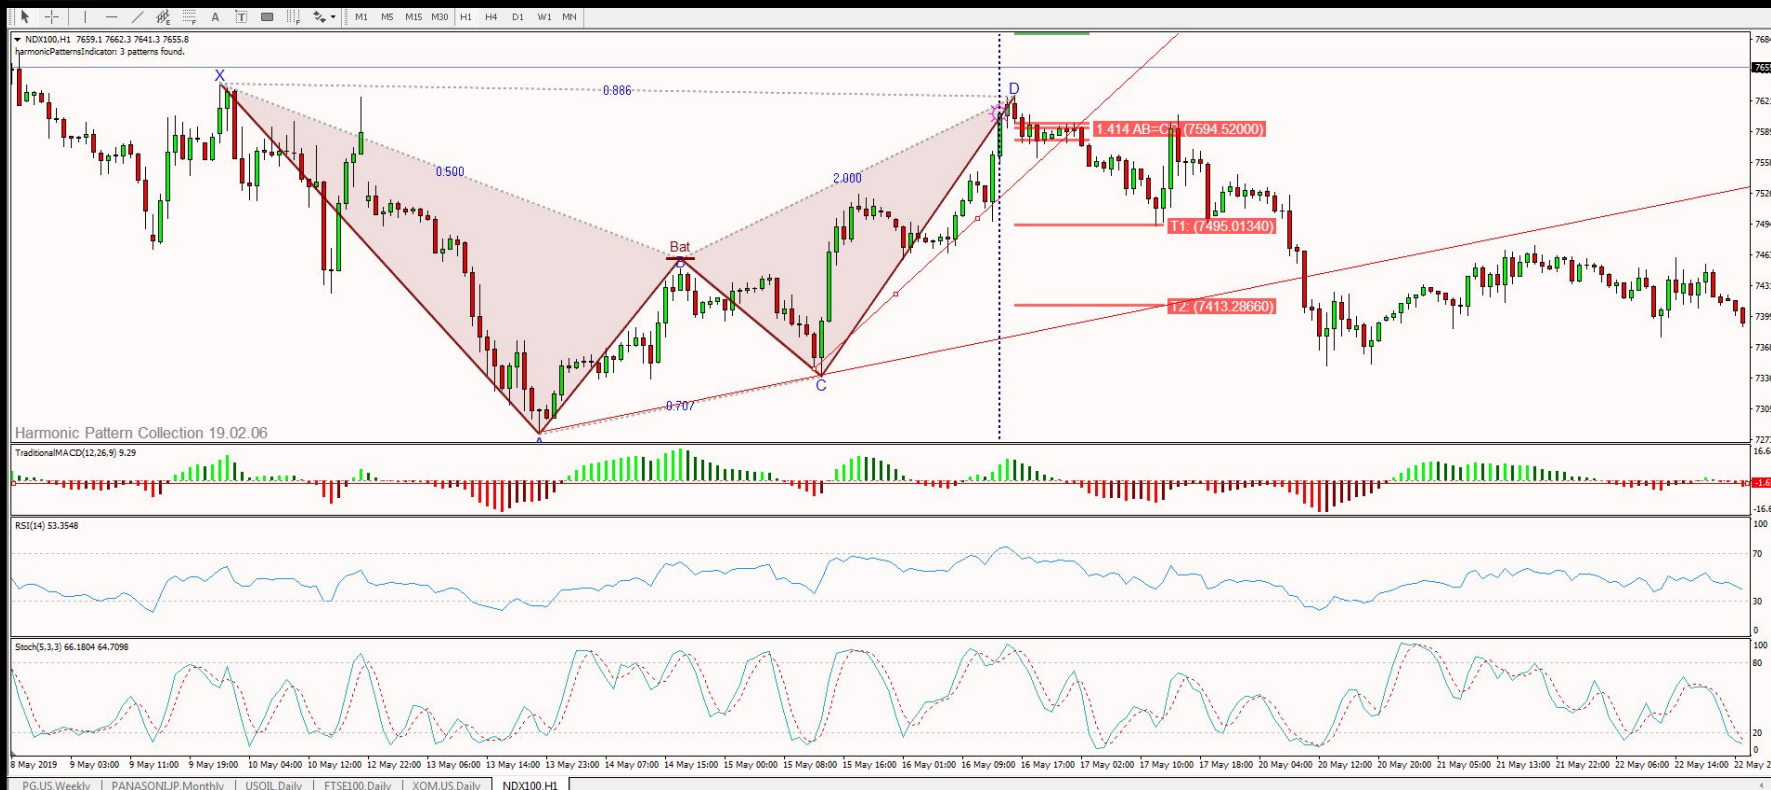 A T M1 M5 M15 M30 H1 H4 D1 W1 MN
NDX100,H1 7659.1 7662.3 7641.3 7655.8
harmonicPatternsIndicator: 3 patterns found.
X
0.886
D
1.414 AB=CD (7594.52000)
0.500
2.000
T1: (7495.01340)
Bat
B
T2: (7413.28660)
C
0.707
A
Harmonic Pattern Collection 19.02.06
TraditionalMACD(12,26,9) 9.29
RSI(14) 53.3548
100
70
30
0
Stoch(5,3,3) 66.1804 64.7098
100
80
20
0
8 May 2019 9 May 03:00 9 May 11:00 9 May 19:00 10 May 04:00 10 May 12:00 12 May 22:00 13 May 06:00 13 May 14:00 13 May 23:00 14 May 07:00 14 May 15:00 15 May 00:00 15 May 08:00 15 May 16:00 16 May 01:00 16 May 09:00 16 May 17:00 17 May 02:00 17 May 10:00 17 May 18:00 20 May 04:00 20 May 12:00 20 May 20:00 21 May 05:00 21 May 13:00 21 May 22:00 22 May 06:00 22 May 14:00 22 May 2
PG.US,Weekly PANASONI.JP,Monthly USOIL,Daily FTSE100,Daily XOM.US,Daily NDX100,H1